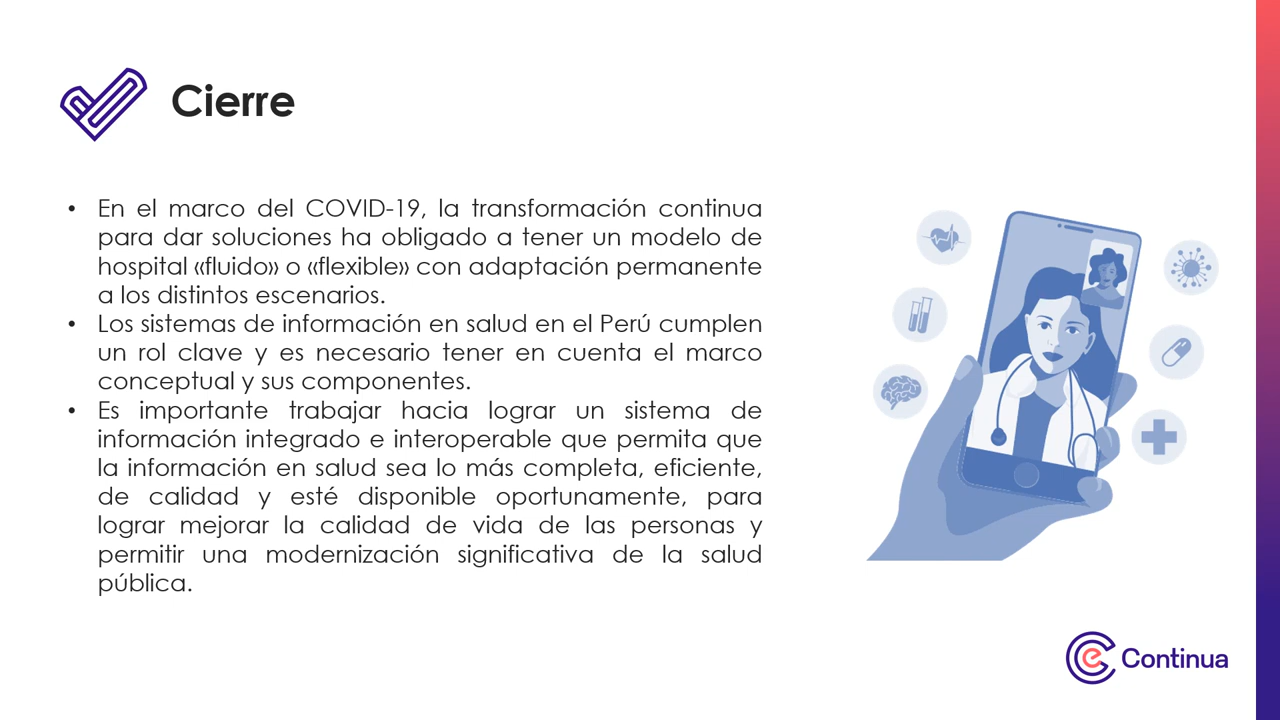 Cierre
• En el marco del COVID-19, la transformación continua
para dar soluciones ha obligado a tener un modelo de
hospital «fluido» o «flexible» con adaptación permanente
a los distintos escenarios.
• Los sistemas de información en salud en el Perú cumplen
un rol clave y es necesario tener en cuenta el marco
conceptual y sus componentes.
• Es importante trabajar hacia lograr un sistema de
información integrado e interoperable que permita que
la información en salud sea lo más completa, eficiente,
de calidad y esté disponible oportunamente, para
lograr mejorar la calidad de vida de las personas y
permitir una modernización significativa de la salud
pública.
e Continua